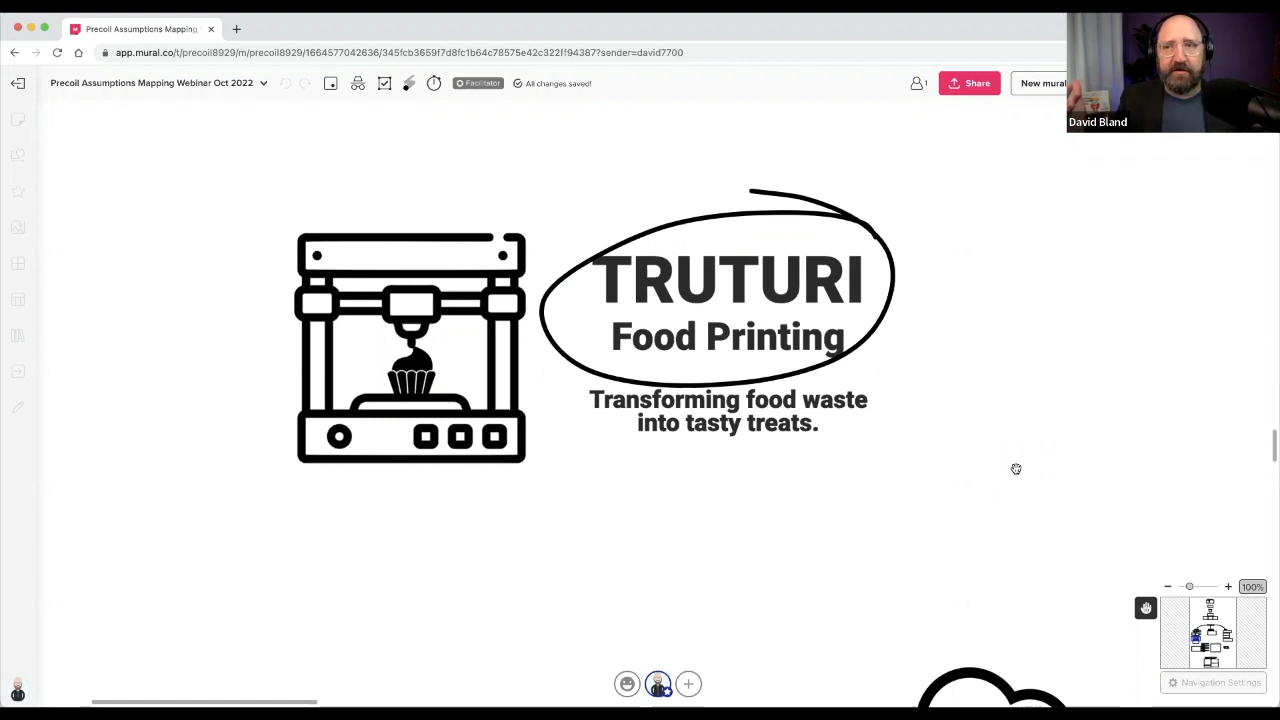 Precoil Assumptions Mapping
app.mural.co/t/precoil8929/m/precoil8929/1664577042636/345fcb3659f7d8fc1b64c78575e42c322ff94387?sender=david7700
Precoil Assumptions Mapping Webinar Oct 2022
Facilitator
All changes saved!
1
Share
New mural
David Bland
TRUTURI
Food Printing
Transforming food waste
into tasty treats.
100%
Navigation Settings